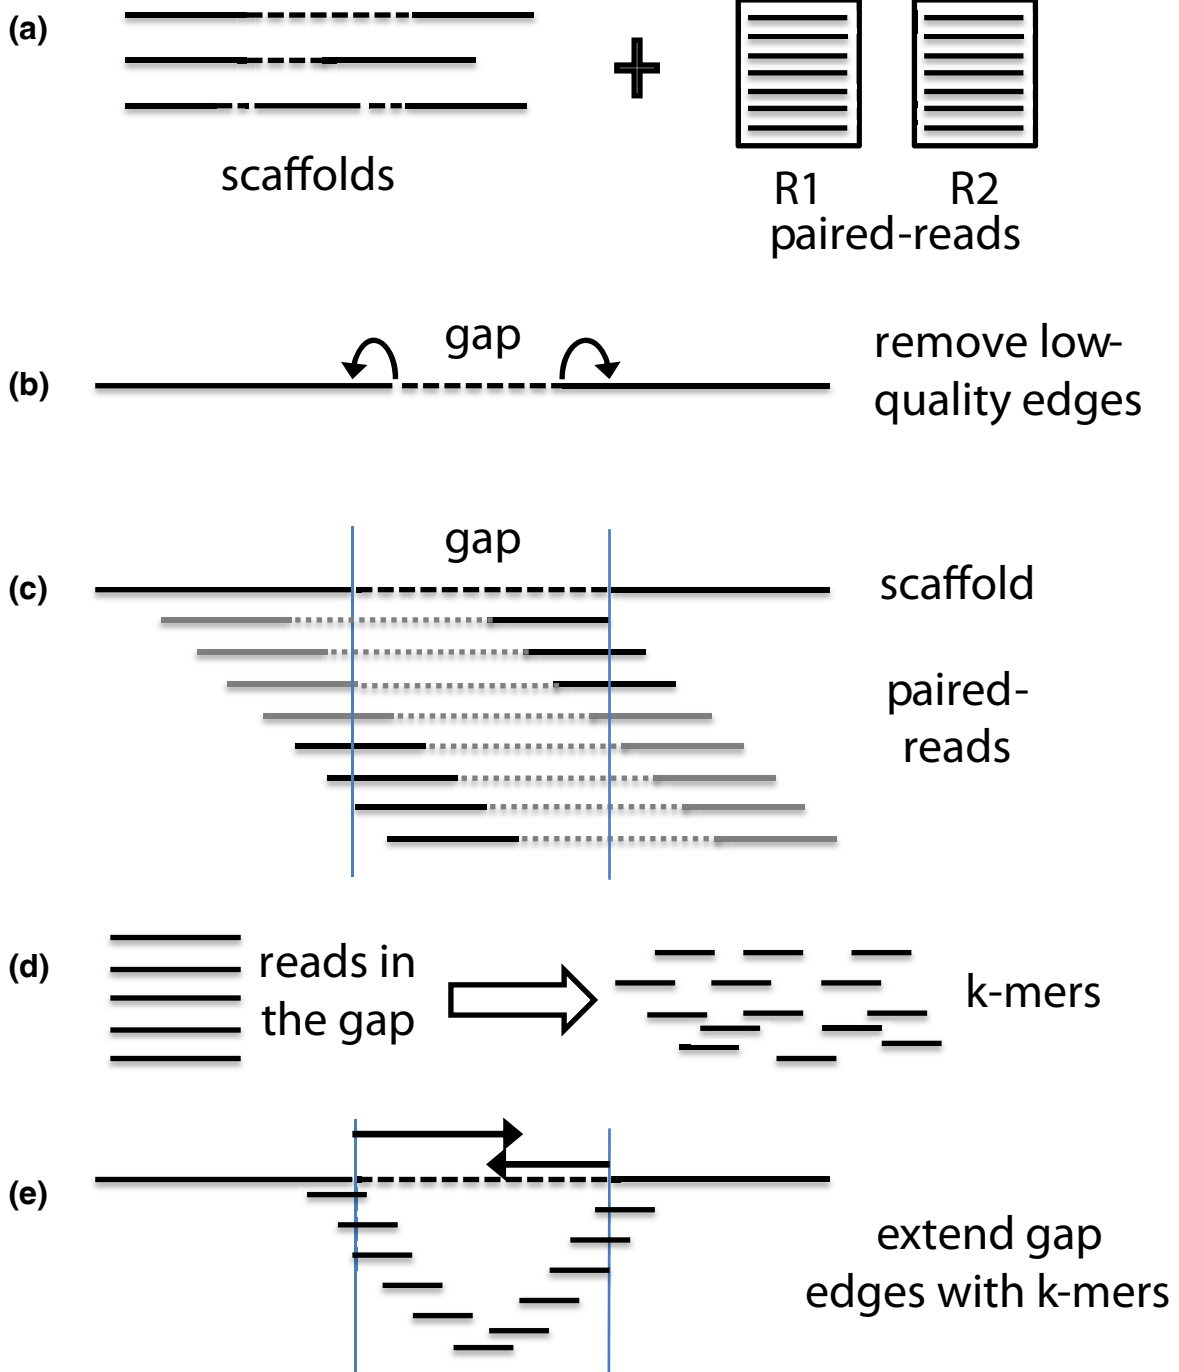 (a)
scaffolds
R1 R2
paired-reads
(b)
gap
remove low-
quality edges
(c)
gap
scaffold
paired-
reads
(d)
reads in
the gap
k-mers
(e)
extend gap
edges with k-mers